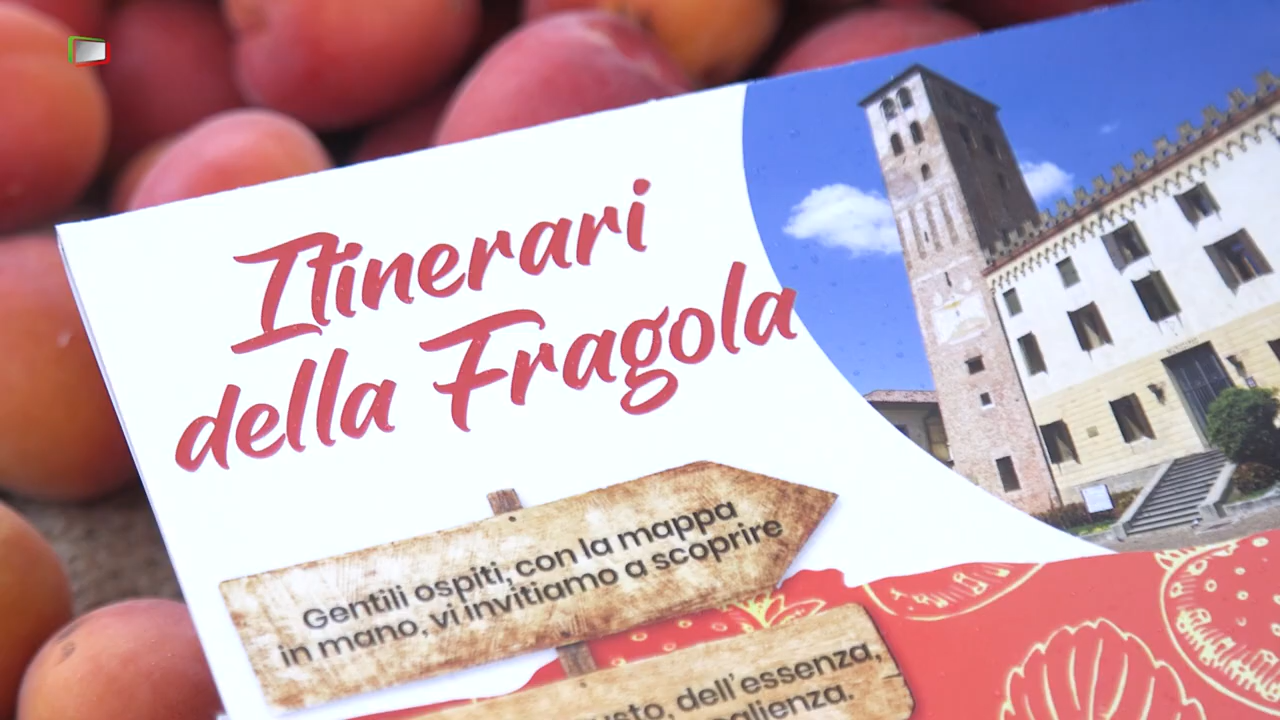 Itinerari
della Fragola
Gentili ospiti, con la mappa
in mano, vi invitiamo a scoprire
dell'essenza,